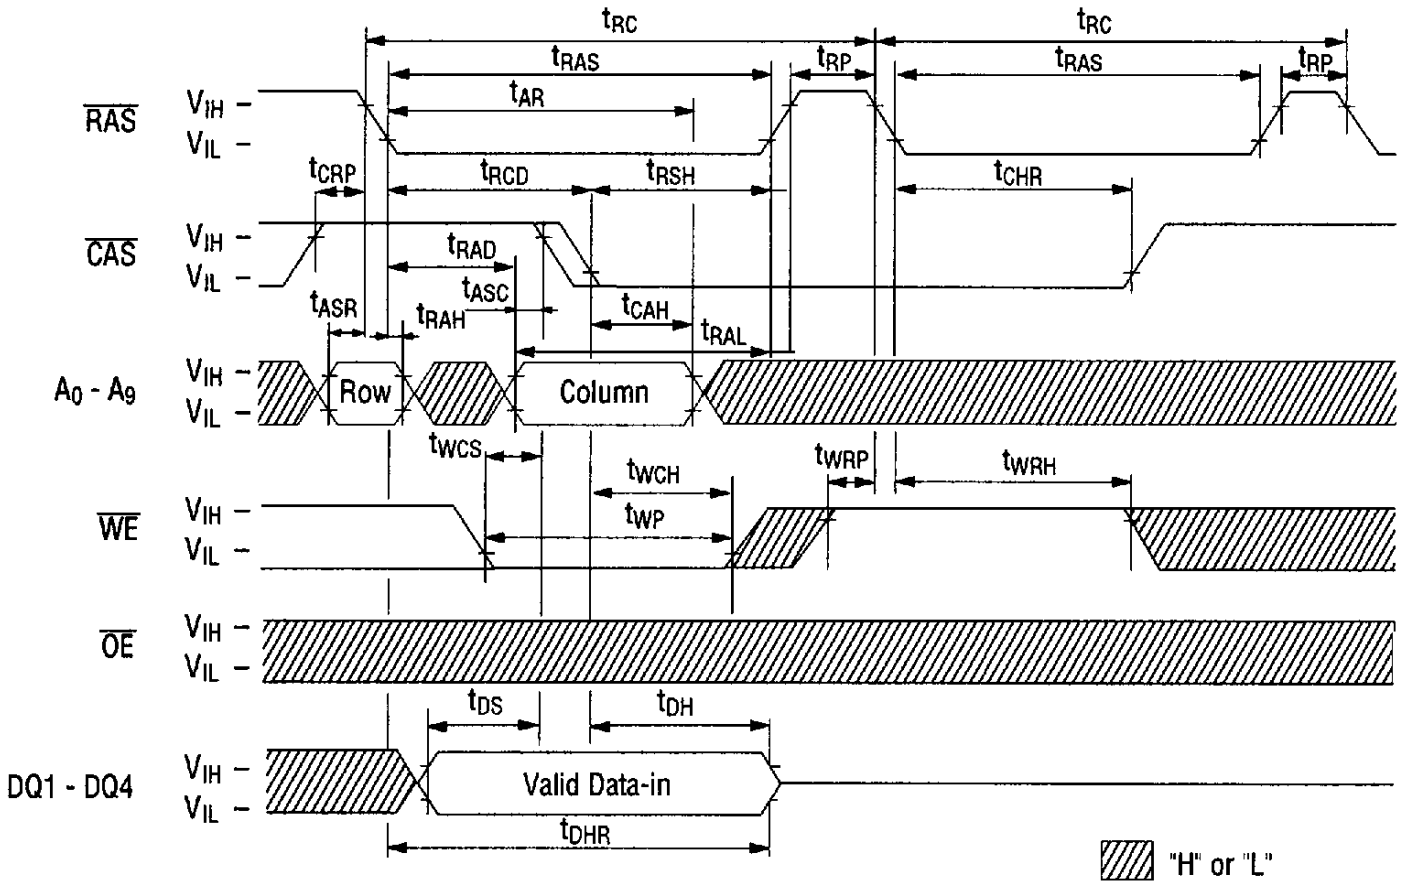 tRC tRC
tRAS tRP tRAS tRP
tAR
RAS VIH
VIL
tCRP tRCD tRSH tCHR
CAS VIH
VIL
tRAD
tASC
tASR tRAH tCAH
tRAL
A0 - A9 VIH
VIL
Row Column
tWCS tWCH tWRP tWRH
WE VIH
VIL
tWP
OE VIH
VIL
tDS tDH
DQ1 - DQ4 VIH
VIL
Valid Data-in
tDHR
"H" or "L"